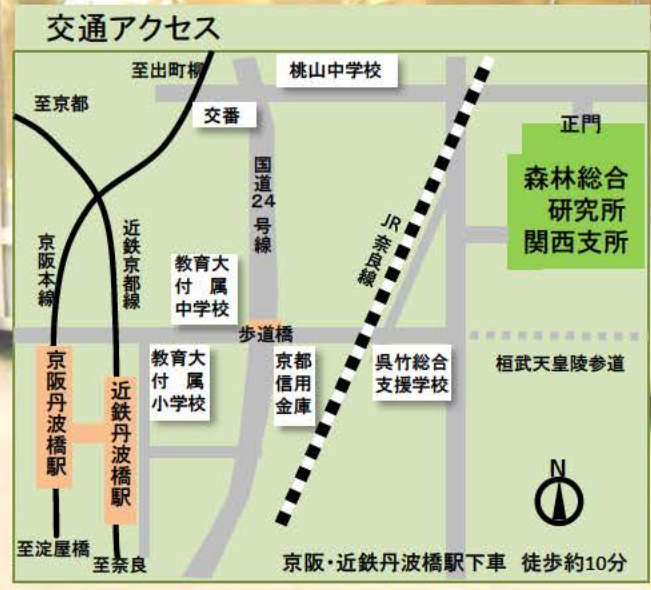 交通アクセス
至出町柳
桃山中学校
至京都
交番
正門
国道24号線
森林総合
研究所
関西支所
JR奈良線
近鉄京都線
京阪本線
教育大
付　属
中学校
歩道橋
教育大
付　属
小学校
京都
信用
金庫
呉竹総合
支援学校
桓武天皇陵参道
京阪丹波橋駅
近鉄丹波橋駅
N
至淀屋橋
至奈良
京阪・近鉄丹波橋駅下車 徒歩約10分